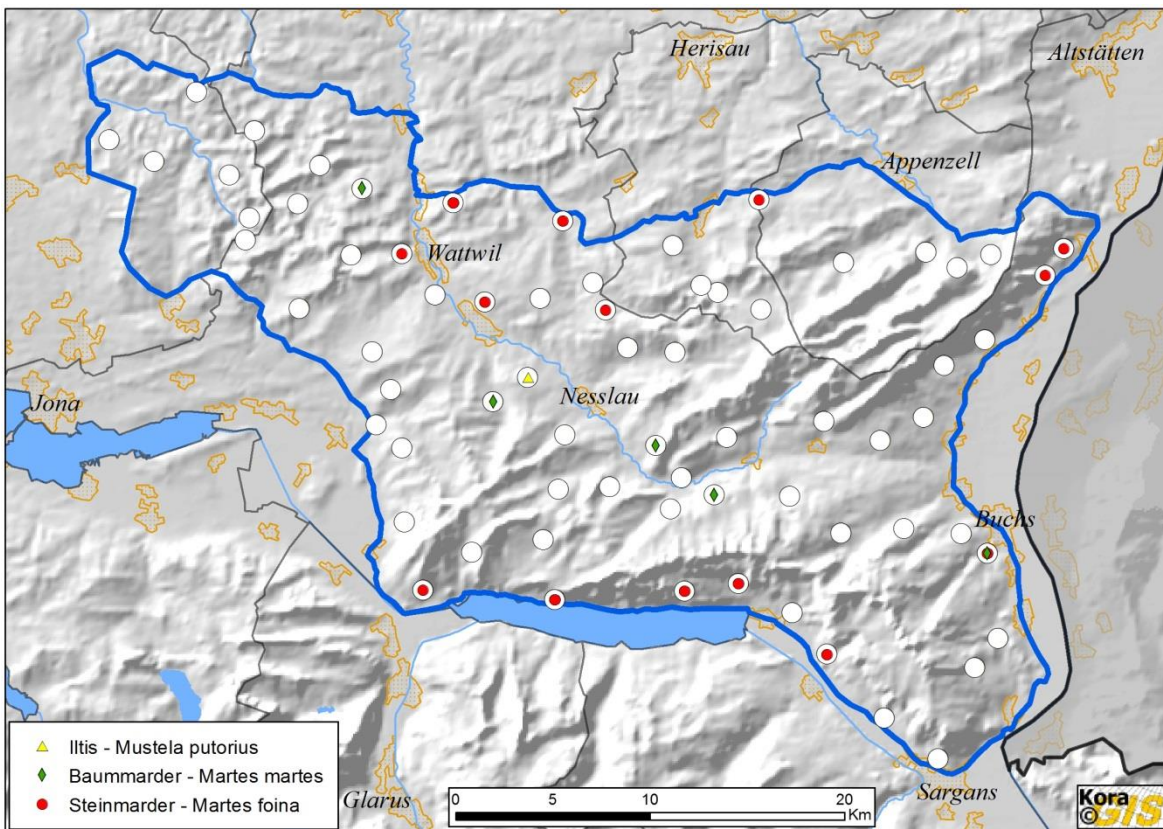 Herisau
Altstätten
Appenzell
Wattwil
Jona
Nesslau
Buchs
Iltis - Mustela putorius
Baummarder - Martes martes
Steinmarder - Martes foina
Glarus
0 5 10 20
Km
Sargans
Kora
© GIS